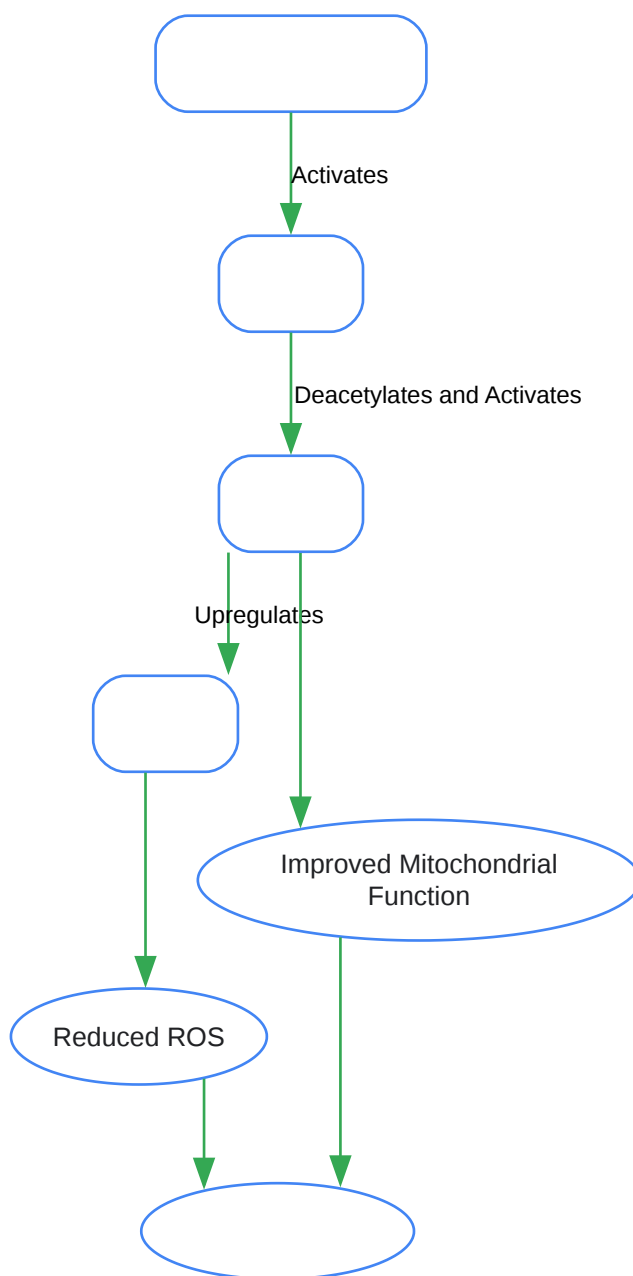 Activates
Deacetylates and Activates
Upregulates
Improved Mitochondrial
Function
Reduced ROS